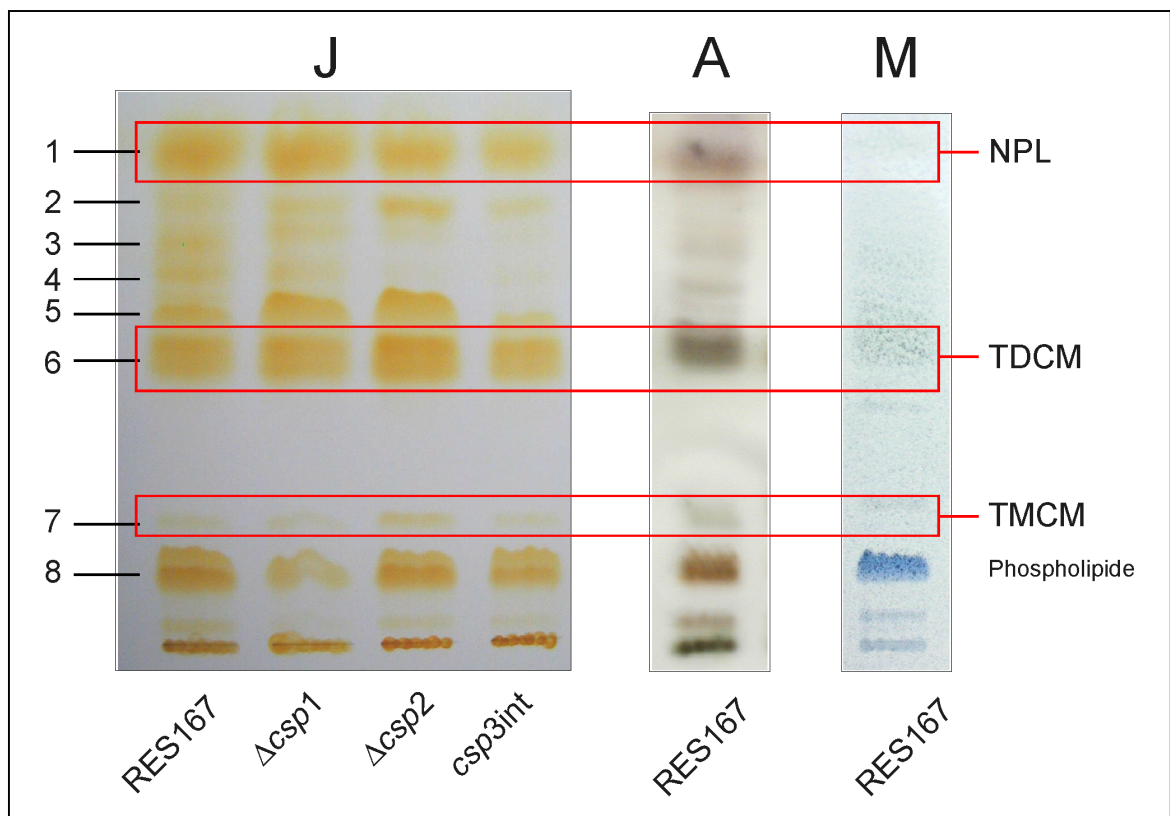 J A M
1 NPL
2
3
4
5
6 TDCM
7 TMCM
8 Phospholipide
RES167 Δcsp1 Δcsp2 csp3int RES167 RES167